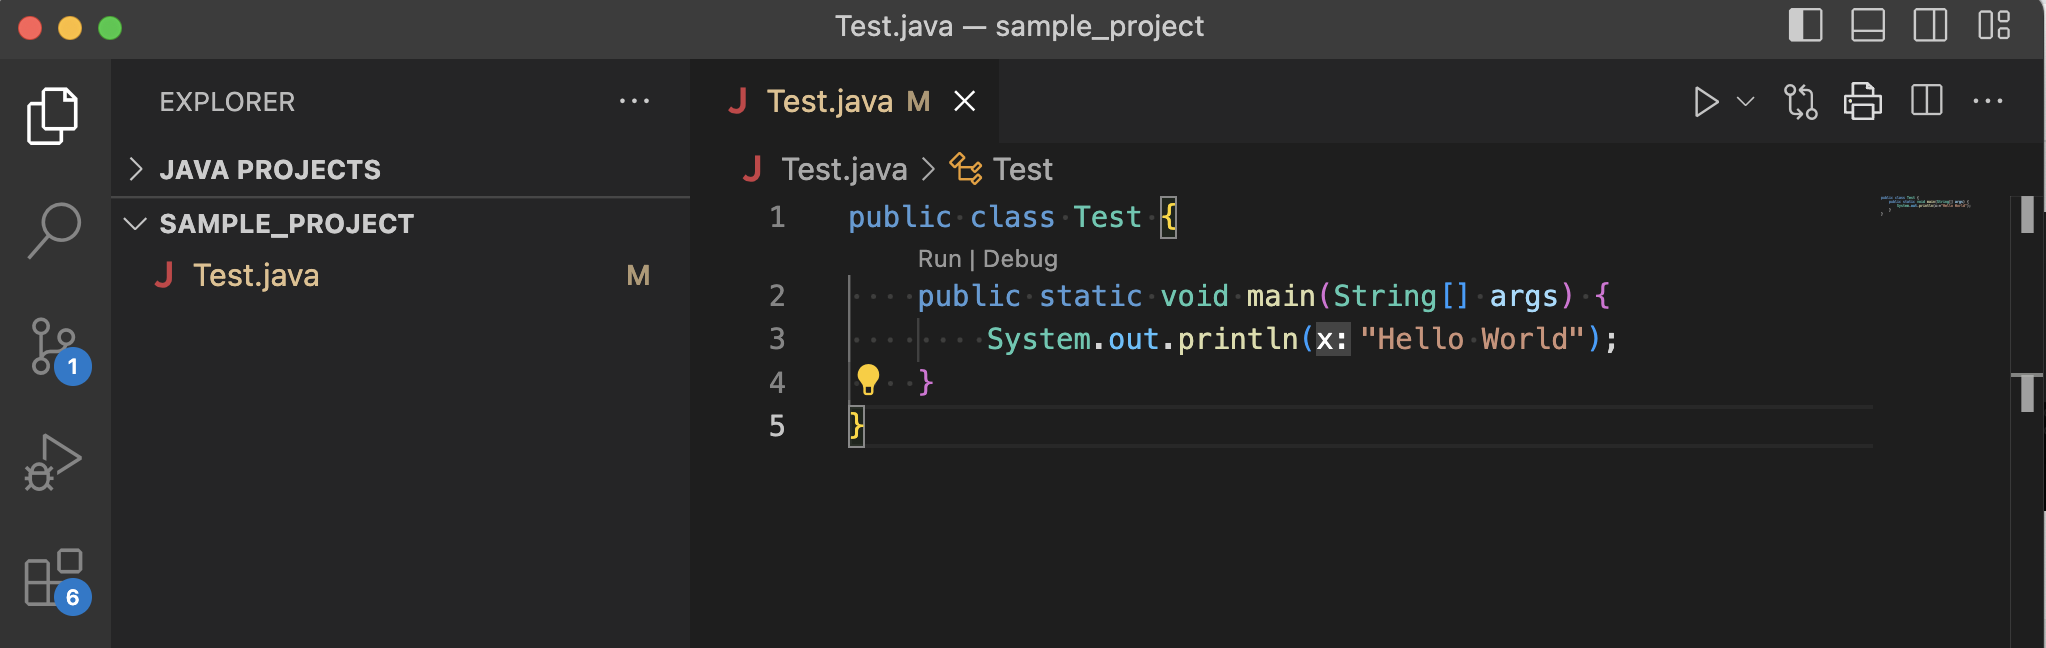 Test.java — sample_project
EXPLORER
JAVA PROJECTS
SAMPLE_PROJECT
J Test.java M
1
6
J Test.java M
J Test.java > Test
1 public class Test {
Run | Debug
2 public static void main(String[] args) {
3 System.out.println(x: "Hello World");
4 }
5 }